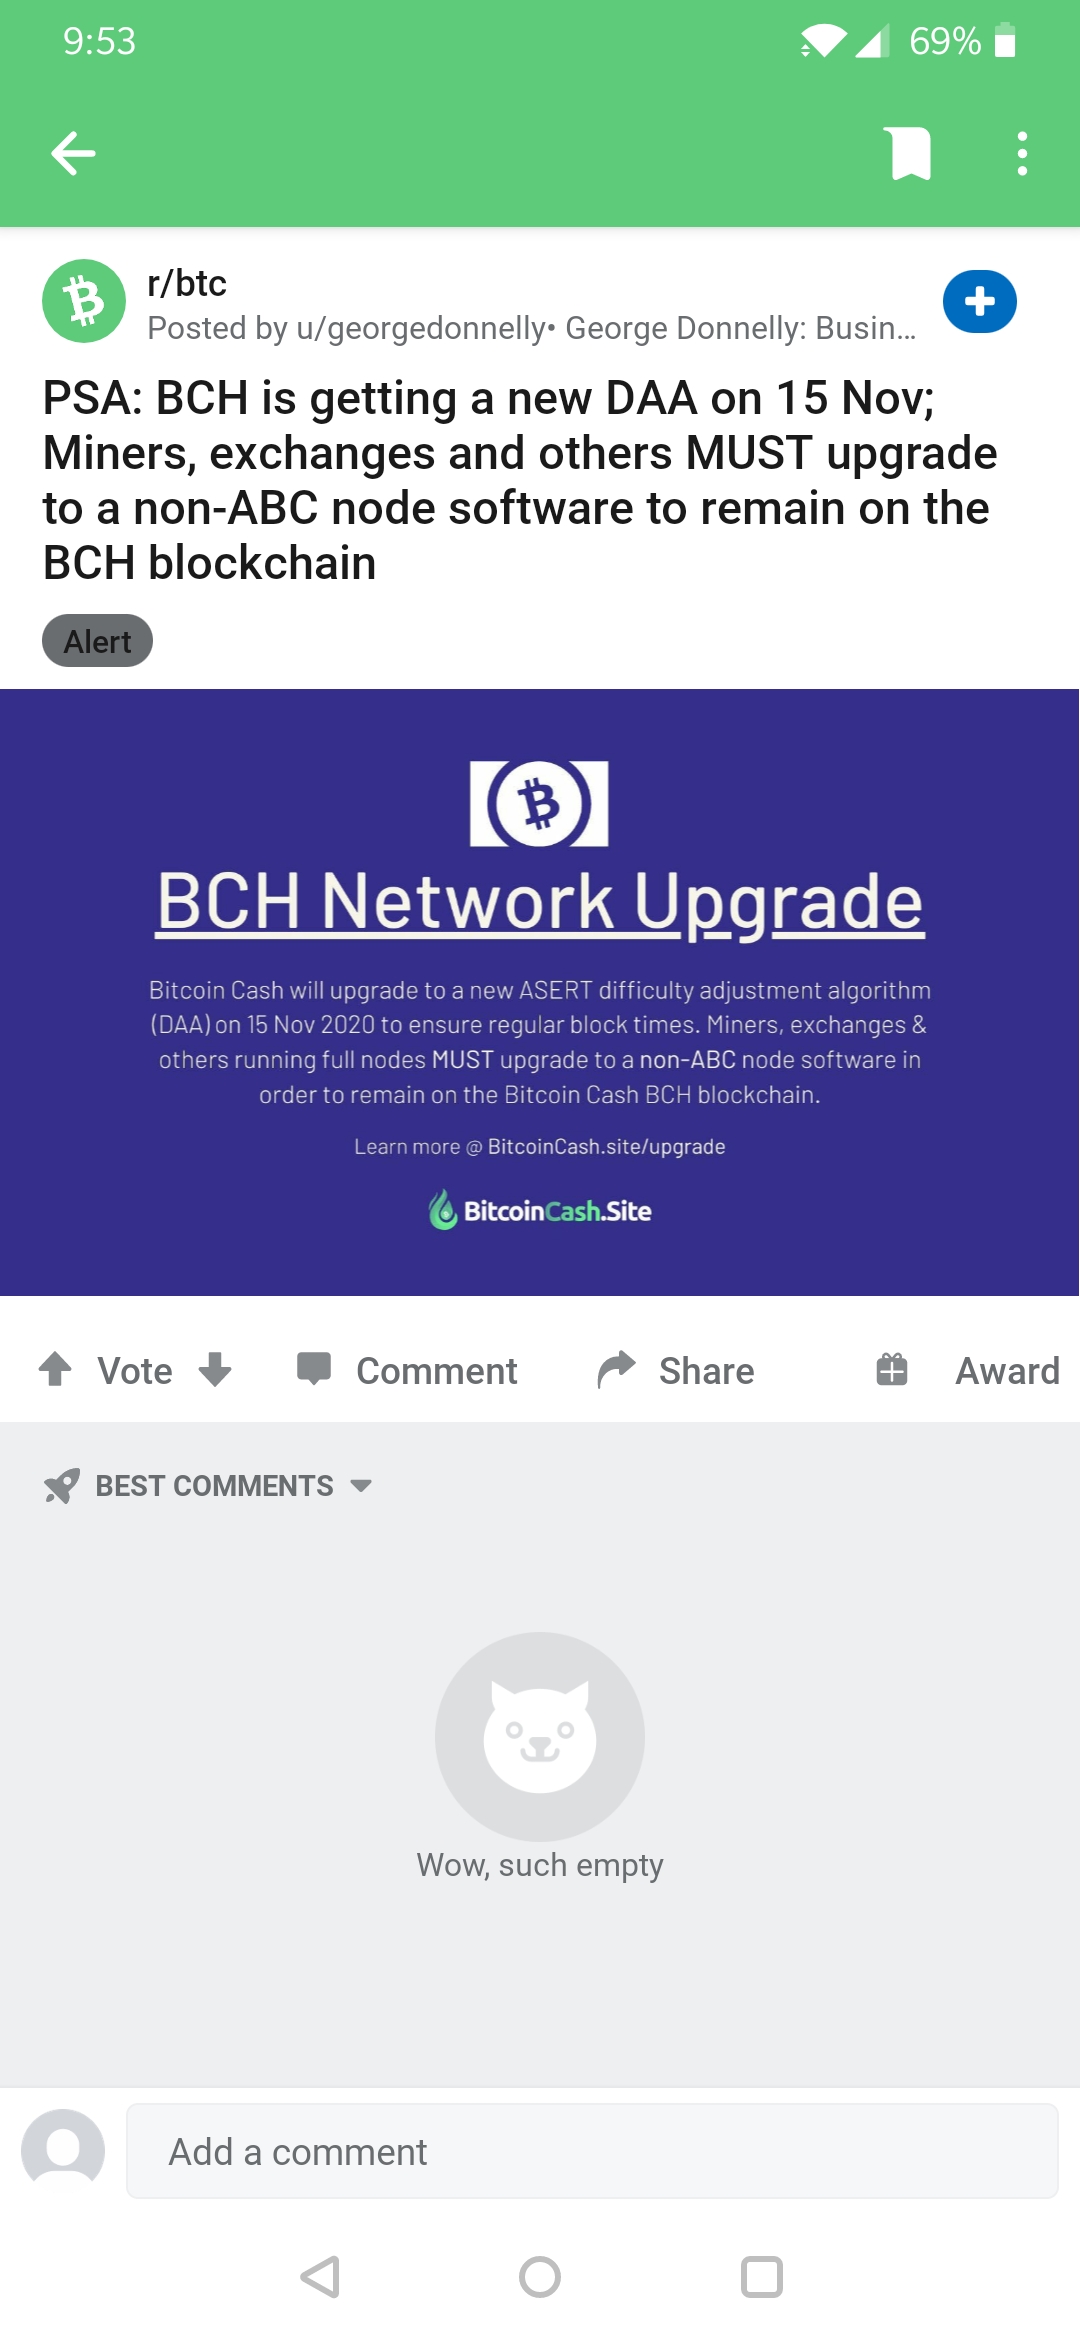 9:53
69%
r/btc
Posted by u/georgedonnelly• George Donnelly: Busin...
PSA: BCH is getting a new DAA on 15 Nov;
Miners, exchanges and others MUST upgrade
to a non-ABC node software to remain on the
BCH blockchain
Alert
BCH Network Upgrade
Bitcoin Cash will upgrade to a new ASERT difficulty adjustment algorithm
(DAA) on 15 Nov 2020 to ensure regular block times. Miners, exchanges &
others running full nodes MUST upgrade to a non-ABC node software in
order to remain on the Bitcoin Cash BCH blockchain.
Learn more @ BitcoinCash.site/upgrade
BitcoinCash.Site
Vote Comment Share Award
BEST COMMENTS
Wow, such empty
Add a comment